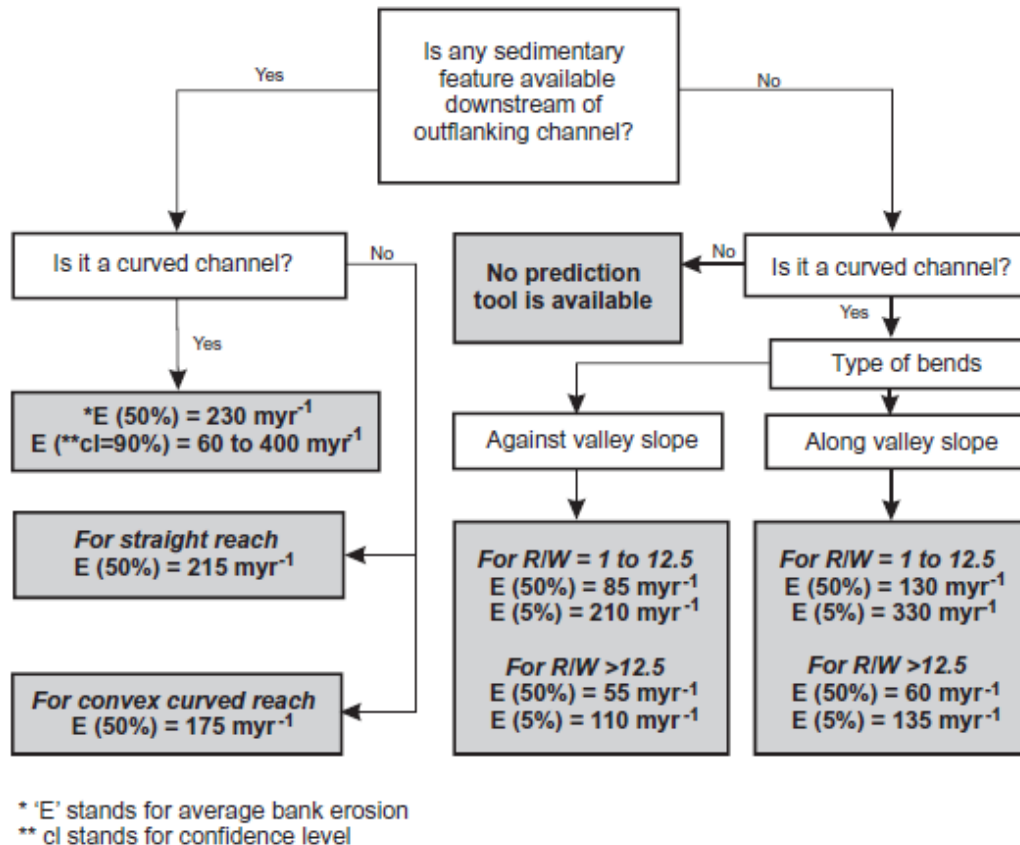 Is any sedimentary
feature available
downstream of
outflanking channel?
Yes
No
Is it a curved channel?
No
Yes
*E (50%) = 230 myr⁻¹
E (**cl=90%) = 60 to 400 myr⁻¹
For straight reach
E (50%) = 215 myr⁻¹
For convex curved reach
E (50%) = 175 myr⁻¹
No prediction
tool is available
No
Is it a curved channel?
Yes
Type of bends
Against valley slope
Along valley slope
For R/W = 1 to 12.5
E (50%) = 85 myr⁻¹
E (5%) = 210 myr⁻¹
For R/W >12.5
E (50%) = 55 myr⁻¹
E (5%) = 110 myr⁻¹
For R/W = 1 to 12.5
E (50%) = 130 myr⁻¹
E (5%) = 330 myr⁻¹
For R/W >12.5
E (50%) = 60 myr⁻¹
E (5%) = 135 myr⁻¹
* 'E' stands for average bank erosion
** cl stands for confidence level